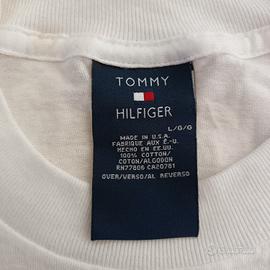 TOMMY
HILFIGER
L/G/G
MADE IN U.S.A.
FABRIQUE AUX É.-U.
HECHO EN EE.UU.
100% COTTON/
COTON/ALGODON
RN77806 CA20781
OVER/VERSO/AL REVERSO